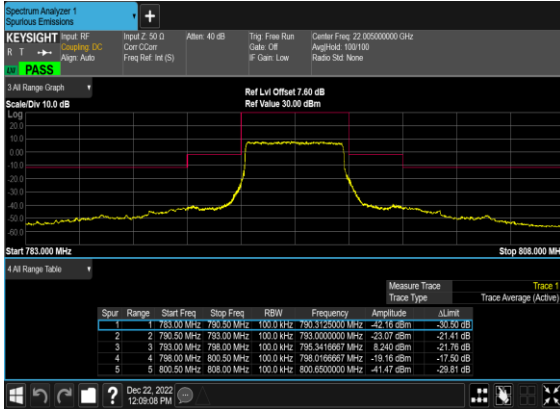 Spectrum Analyzer 1
Spurious Emissions
+
KEYSIGHT Input: RF Input Z: 50 Ω Atten: 40 dB Trig: Free Run Center Freq: 22.005000000 GHz
R T Coupling: DC Corr CCorr Gate: Off Avg|Hold: 100/100
Align: Auto Freq Ref: Int (S) IF Gain: Low Radio Std: None
PASS
3 All Range Graph
Ref Lvl Offset 7.60 dB
Scale/Div 10.0 dB Ref Value 30.00 dBm
Log
20.0
10.0
0.00
-10.0
-20.0
-30.0
-40.0
-50.0
-60.0
Start 783.000 MHz Stop 808.000 MH
4 All Range Table
Measure Trace Trace 1
Trace Type Trace Average (Active)
Spur Range Start Freq Stop Freq RBW Frequency Amplitude ΔLimit
1 1 783.00 MHz 790.50 MHz 100.0 kHz 790.3125000 MHz -42.16 dBm -30.50 dB
2 2 790.50 MHz 793.00 MHz 100.0 kHz 793.0000000 MHz -23.07 dBm -21.41 dB
3 3 793.00 MHz 798.00 MHz 100.0 kHz 795.3416667 MHz 8.240 dBm -21.76 dB
4 4 798.00 MHz 800.50 MHz 100.0 kHz 798.0166667 MHz -19.16 dBm -17.50 dB
5 5 800.50 MHz 808.00 MHz 100.0 kHz 800.6500000 MHz -41.47 dBm -29.81 dB
? Dec 22, 2022
12:09:08 PM